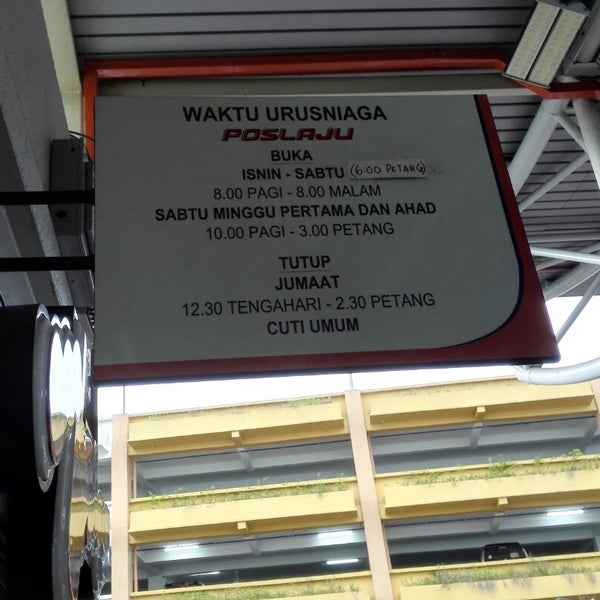 WAKTU URUSNIAGA
POSLAJU
BUKA
ISNIN - SABTU (6:00 PETANG)
8.00 PAGI - 8.00 MALAM
SABTU MINGGU PERTAMA DAN AHAD
10.00 PAGI - 3.00 PETANG
TUTUP
JUMAAT
12.30 TENGAHARI - 2.30 PETANG
CUTI UMUM